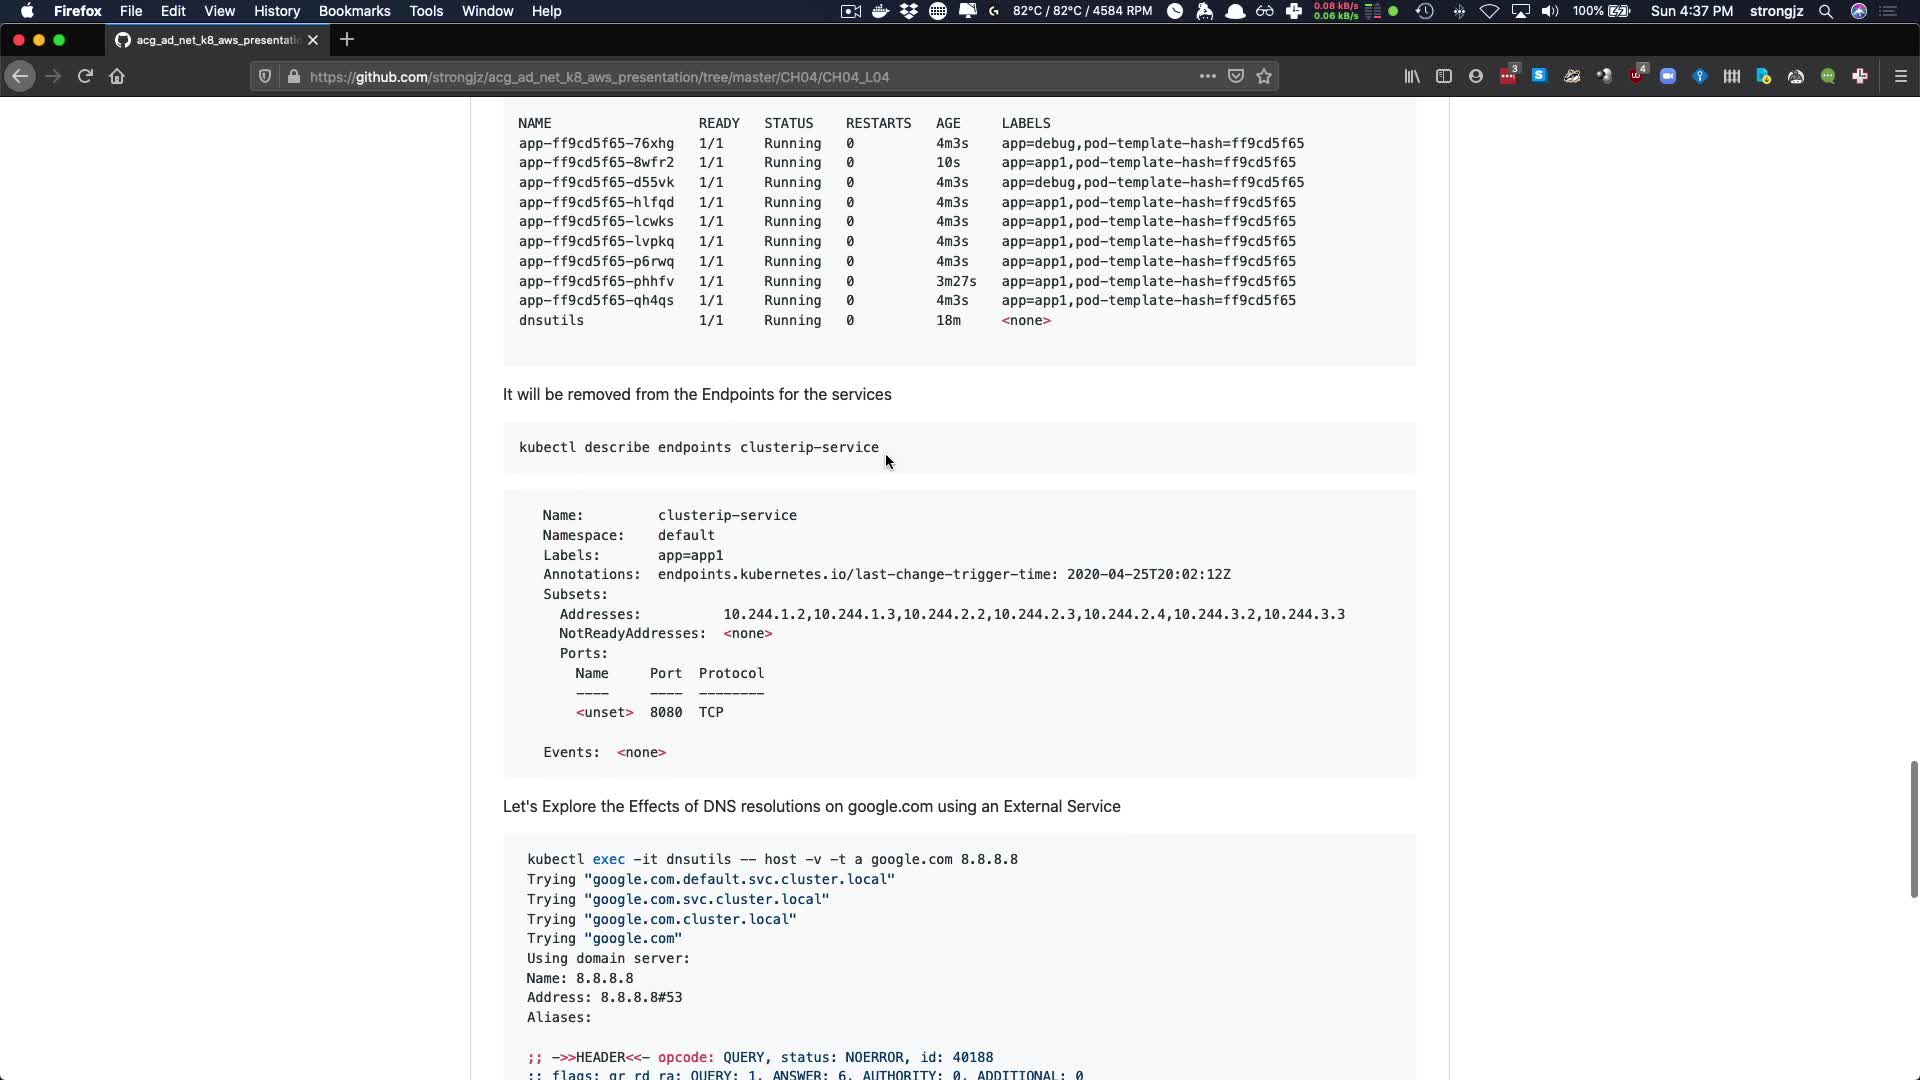 Firefox File Edit View History Bookmarks Tools Window Help 82°C / 82°C / 4584 RPM 0.08 kB/s 0.06 kB/s 100% Sun 4:37 PM strongjz
acg_ad_net_k8_aws_presentatio
https://github.com/strongjz/acg_ad_net_k8_aws_presentation/tree/master/CH04/CH04_L04 3 4
NAME READY STATUS RESTARTS AGE LABELS
app-ff9cd5f65-76xhg 1/1 Running 0 4m3s app=debug,pod-template-hash=ff9cd5f65
app-ff9cd5f65-8wfr2 1/1 Running 0 10s app=app1,pod-template-hash=ff9cd5f65
app-ff9cd5f65-d55vk 1/1 Running 0 4m3s app=debug,pod-template-hash=ff9cd5f65
app-ff9cd5f65-hlfqd 1/1 Running 0 4m3s app=app1,pod-template-hash=ff9cd5f65
app-ff9cd5f65-lcwks 1/1 Running 0 4m3s app=app1,pod-template-hash=ff9cd5f65
app-ff9cd5f65-lvpkq 1/1 Running 0 4m3s app=app1,pod-template-hash=ff9cd5f65
app-ff9cd5f65-p6rwq 1/1 Running 0 4m3s app=app1,pod-template-hash=ff9cd5f65
app-ff9cd5f65-phhfv 1/1 Running 0 3m27s app=app1,pod-template-hash=ff9cd5f65
app-ff9cd5f65-qh4qs 1/1 Running 0 4m3s app=app1,pod-template-hash=ff9cd5f65
dnsutils 1/1 Running 0 18m <none>
It will be removed from the Endpoints for the services
kubectl describe endpoints clusterip-service
Name: clusterip-service
Namespace: default
Labels: app=app1
Annotations: endpoints.kubernetes.io/last-change-trigger-time: 2020-04-25T20:02:12Z
Subsets:
Addresses: 10.244.1.2,10.244.1.3,10.244.2.2,10.244.2.3,10.244.2.4,10.244.3.2,10.244.3.3
NotReadyAddresses: <none>
Ports:
Name Port Protocol
---- ---- --------
<unset> 8080 TCP
Events: <none>
Let's Explore the Effects of DNS resolutions on google.com using an External Service
kubectl exec -it dnsutils -- host -v -t a google.com 8.8.8.8
Trying "google.com.default.svc.cluster.local"
Trying "google.com.svc.cluster.local"
Trying "google.com.cluster.local"
Trying "google.com"
Using domain server:
Name: 8.8.8.8
Address: 8.8.8.8#53
Aliases:
;; ->>HEADER<<- opcode: QUERY, status: NOERROR, id: 40188
;; flags: qr rd ra; QUERY: 1, ANSWER: 6, AUTHORITY: 0, ADDITIONAL: 0